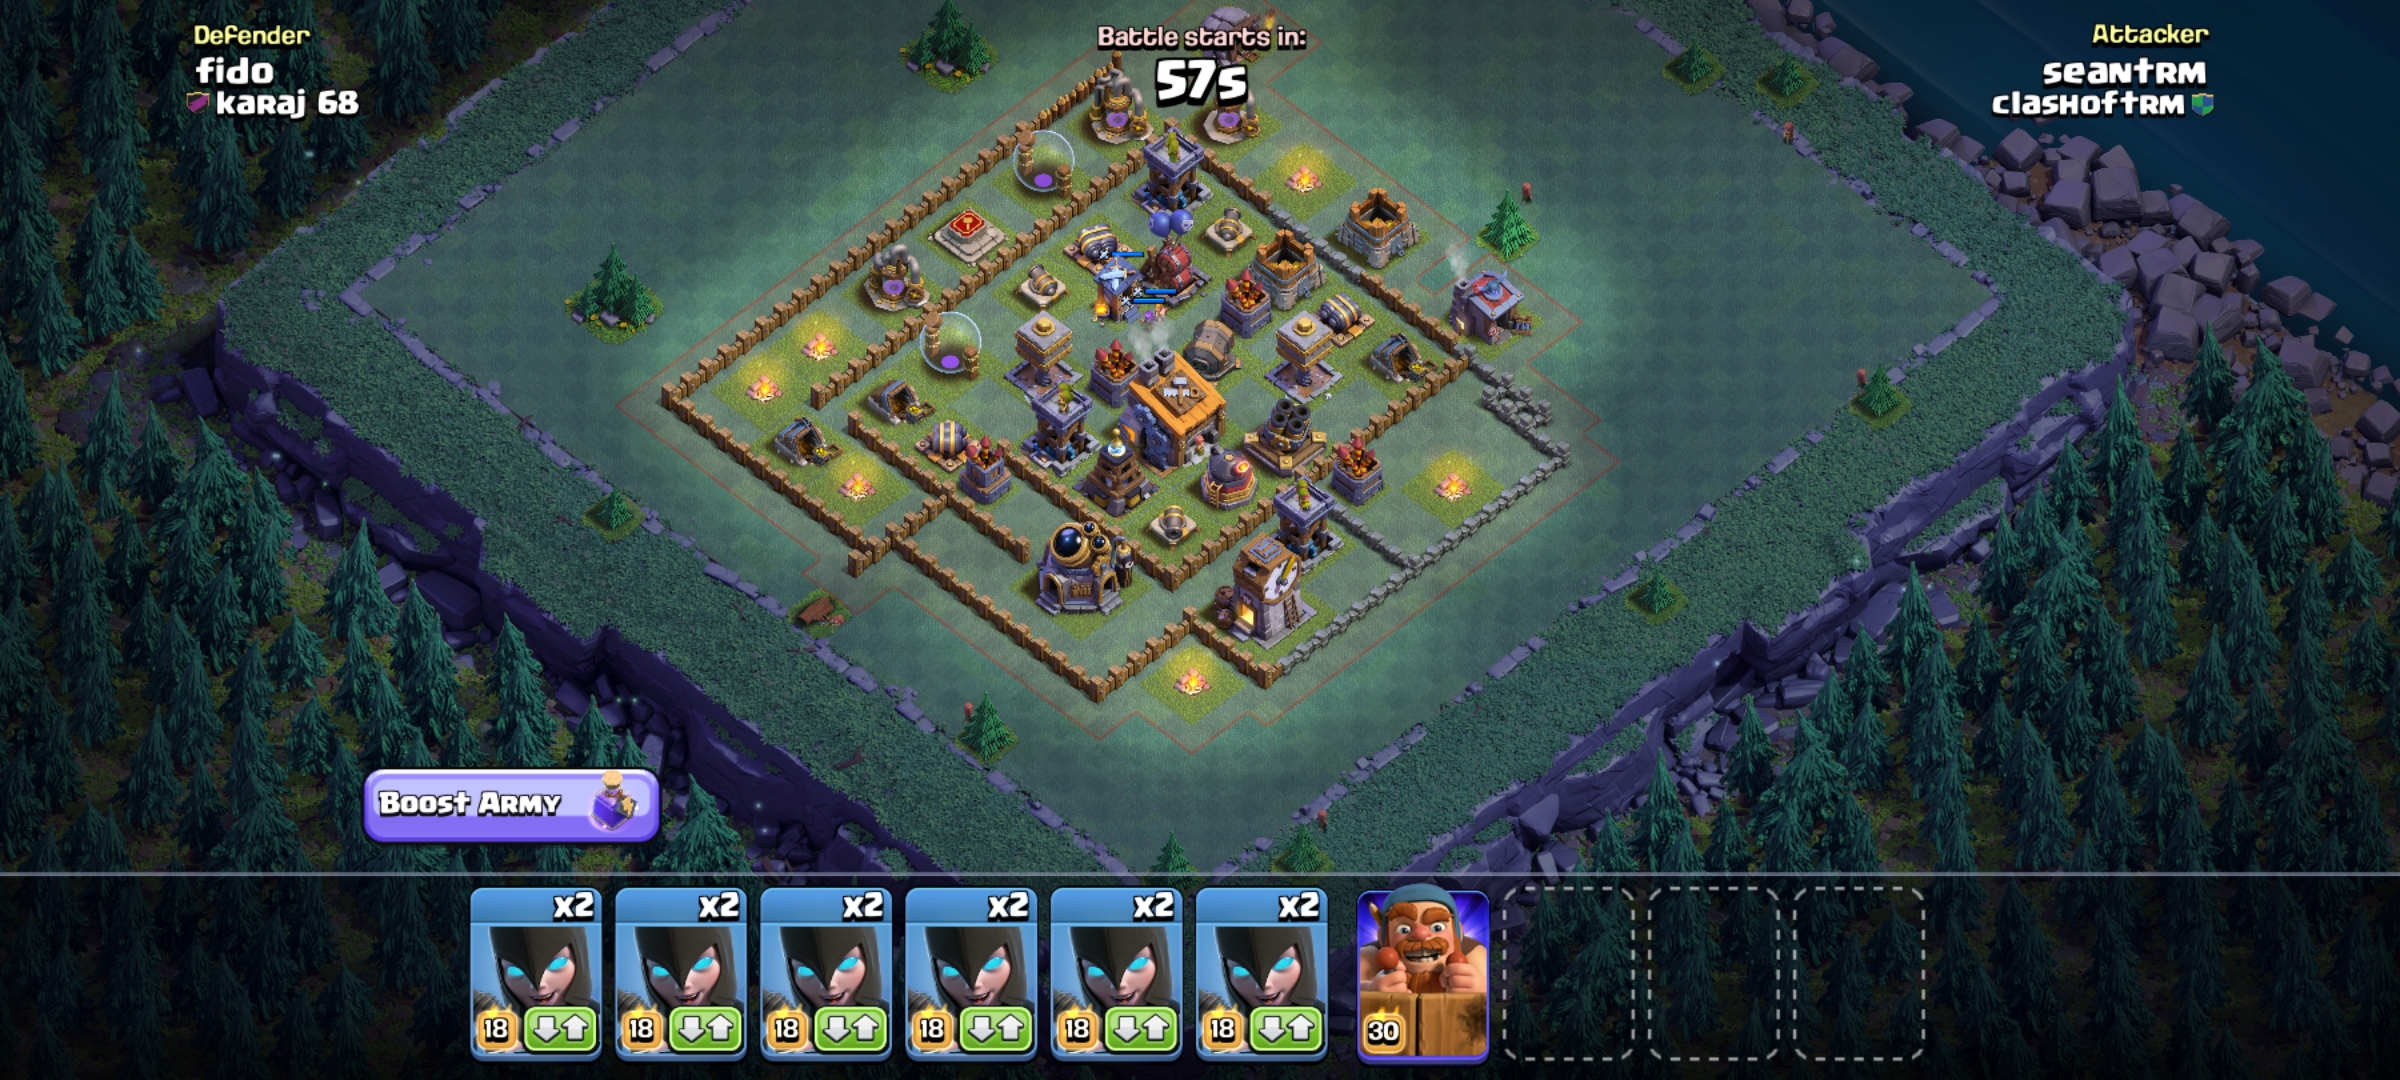 Defender
fido
karaj 68
Battle starts in:
57s
Attacker
seantrm
clashoftrm
Boost Army
x2
x2
x2
x2
x2
x2
18
18
18
18
18
18
30